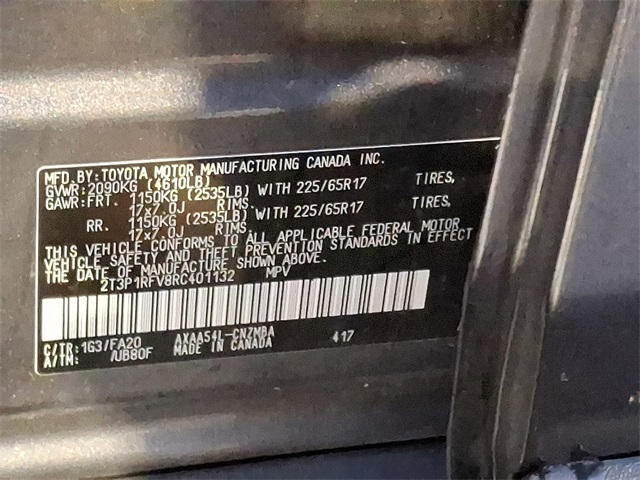 MFD.BY:TOYOTA MOTOR MANUFACTURING CANADA INC.
GVWR:2090KG (4610LB)
GAWR:FRT. 1150KG (2535LB) WITH 225/65R17 TIRES,
17x7.0J RIMS.
RR. 1150KG (2535LB) WITH 225/65R17 TIRES,
17x7.0J RIMS.
THIS VEHICLE CONFORMS TO ALL APPLICABLE FEDERAL MOTOR
VEHICLE SAFETY AND THEFT PREVENTION STANDARDS IN EFFECT
THE DATE OF MANUFACTURE SHOWN ABOVE.
2T3P1RFV8RC401132 MPV
C/TR:1G3/FA20 AXAA54L-CNZMBA 417
A/TM: /UB80F MADE IN CANADA